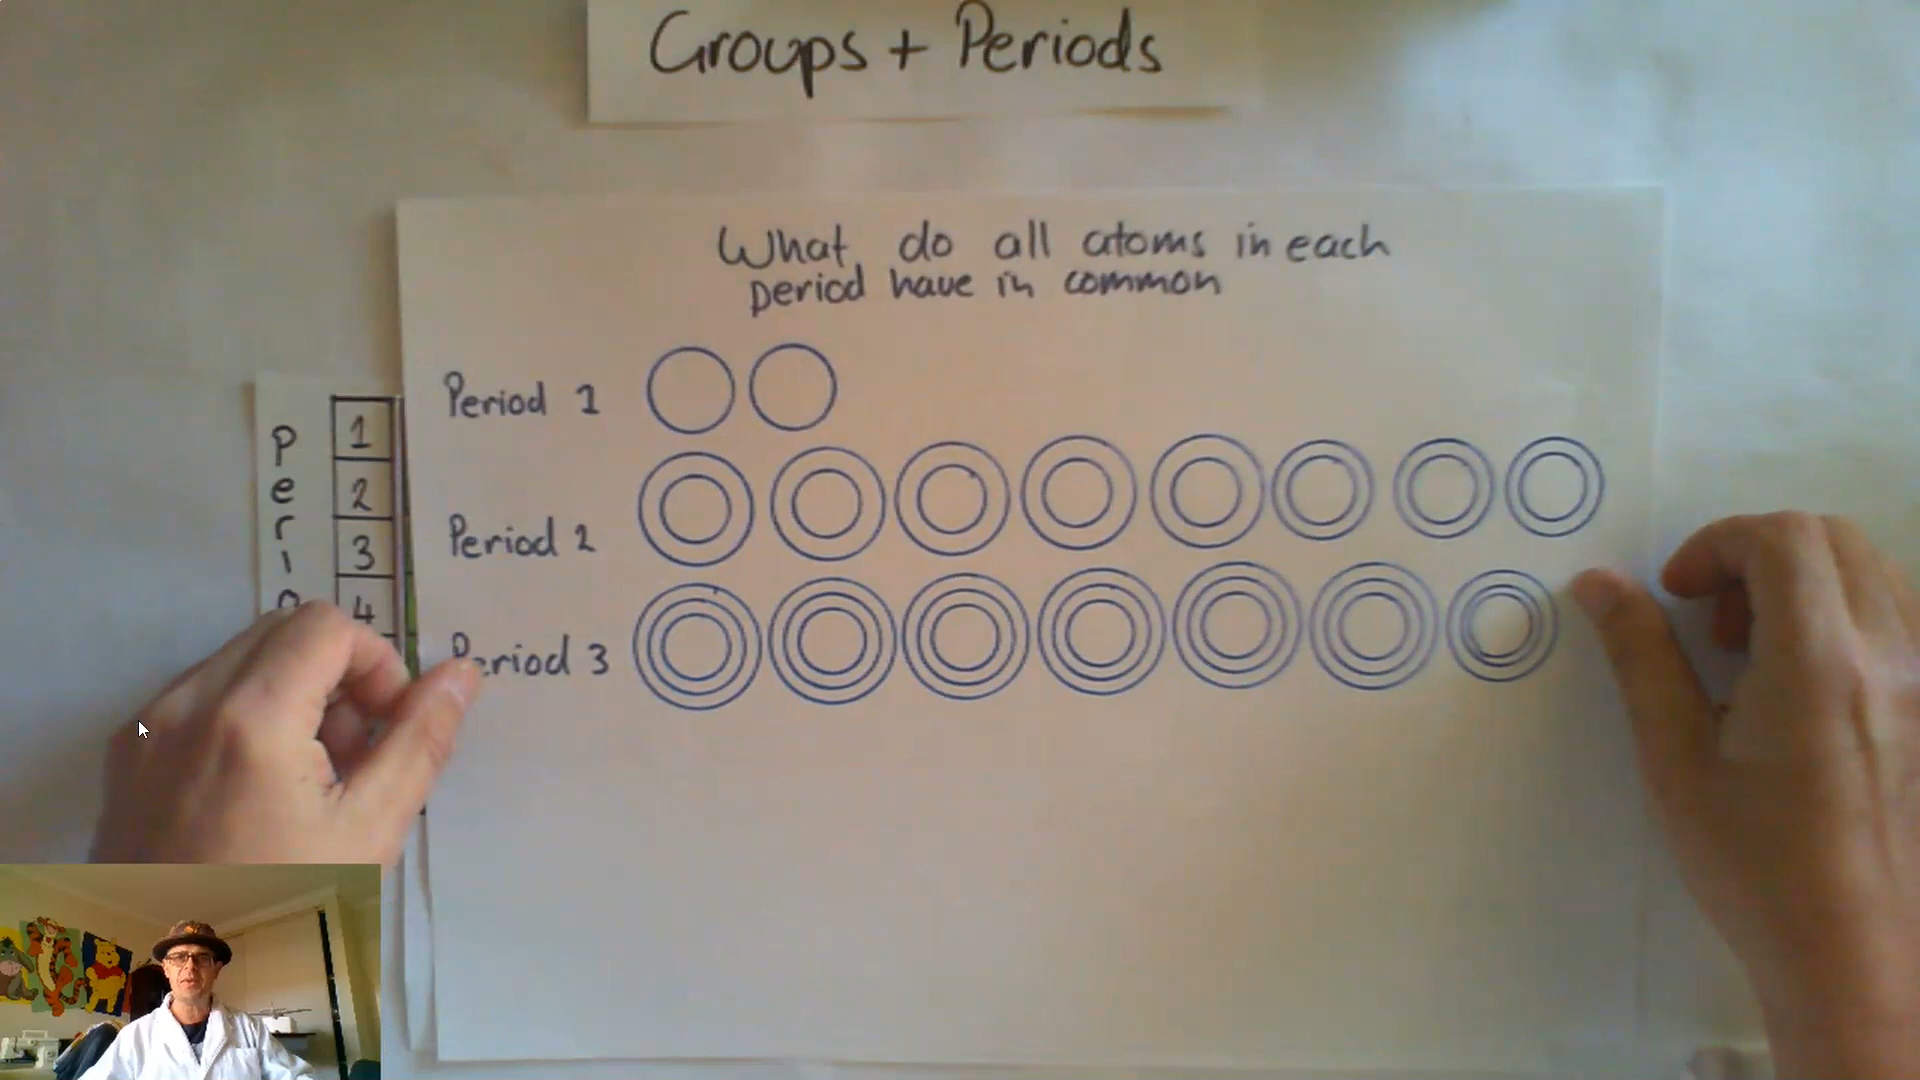 Groups + Periods
What do all atoms in each
period have in common
Period 1
Period 2
Period 3
P
e
r
i
o
1
2
3
4